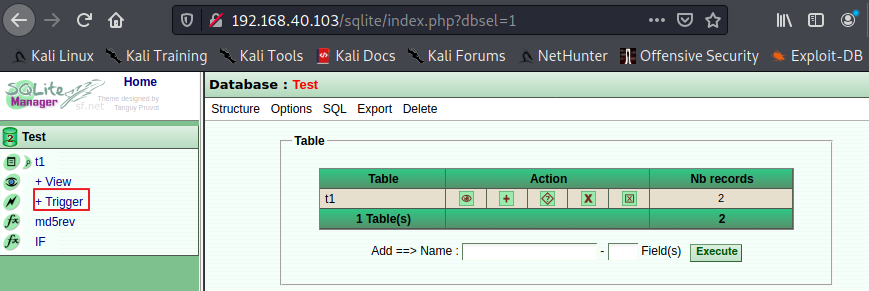 192.168.40.103/sqlite/index.php?dbsel=1
Kali Linux Kali Training Kali Tools Kali Docs Kali Forums NetHunter Offensive Security Exploit-DB
SQLite Manager
sf.net
Home
Theme designed by
Tanguy Pruvot
2 Test
t1
+ View
+ Trigger
md5rev
IF
Database : Test
Structure Options SQL Export Delete
Table
Table Action Nb records
t1 2
1 Table(s) 2
Add ==> Name : - Field(s) Execute